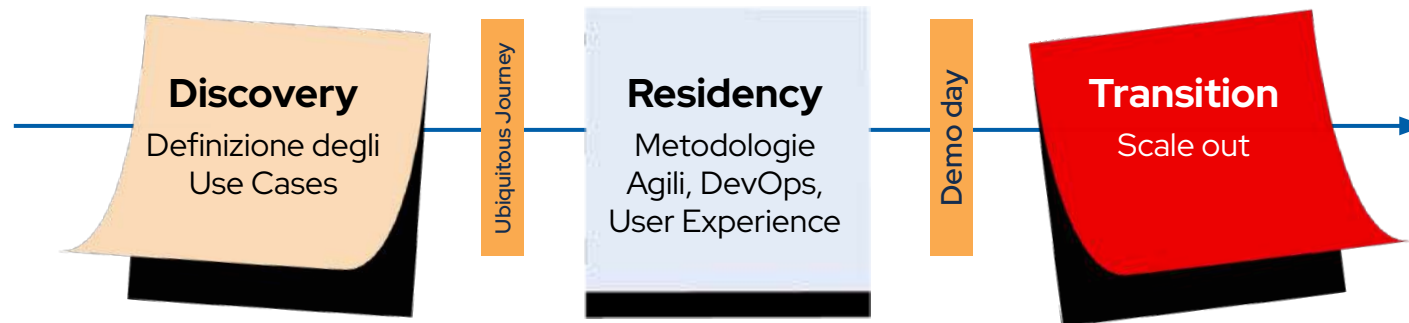 Discovery
Definizione degli
Use Cases
Ubiquitous Journey
Residency
Metodologie
Agili, DevOps,
User Experience
Demo day
Transition
Scale out